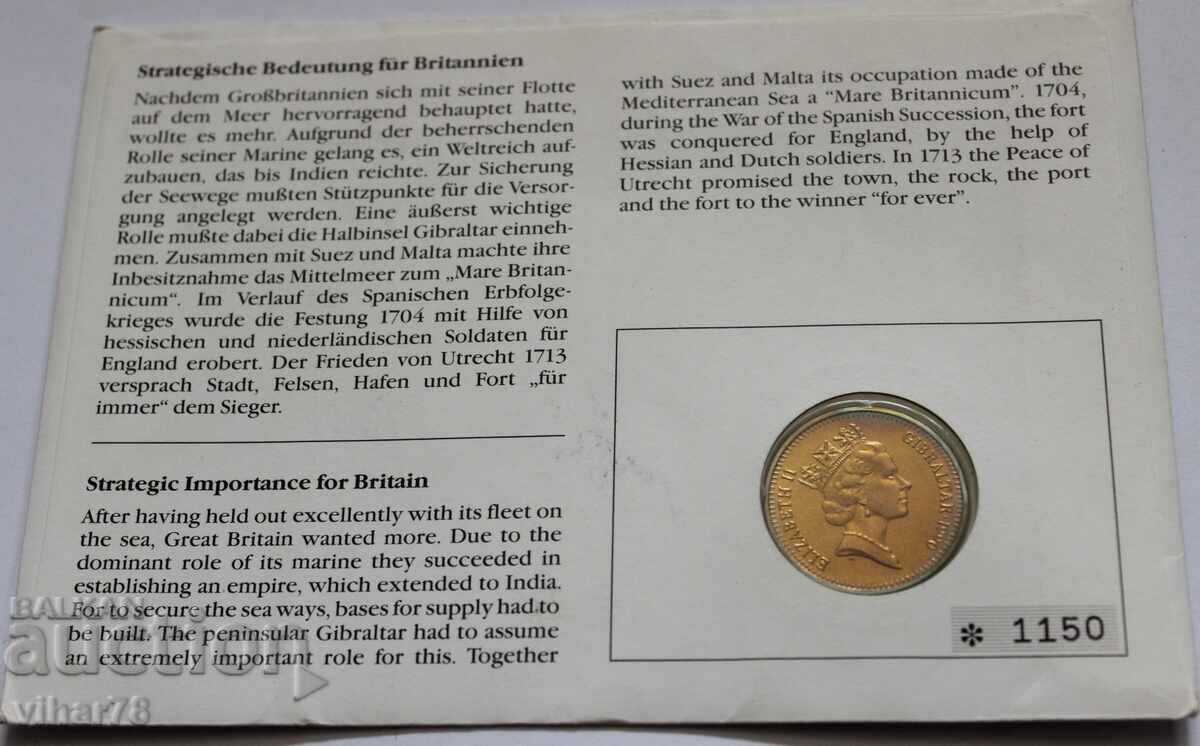 Strategische Bedeutung für Britannien
Nachdem Großbritannien sich mit seiner Flotte
auf dem Meer hervorragend behauptet hatte,
wollte es mehr. Aufgrund der beherrschenden
Rolle seiner Marine gelang es, ein Weltreich auf-
zubauen, das bis Indien reichte. Zur Sicherung
der Seewege mußten Stützpunkte für die Versor-
gung angelegt werden. Eine äußerst wichtige
Rolle mußte dabei die Halbinsel Gibraltar einneh-
men. Zusammen mit Suez und Malta machte ihre
Inbesitznahme das Mittelmeer zum „Mare Britan-
nicum“. Im Verlauf des Spanischen Erbfolge-
krieges wurde die Festung 1704 mit Hilfe von
hessischen und niederländischen Soldaten für
England erobert. Der Frieden von Utrecht 1713
versprach Stadt, Felsen, Hafen und Fort „für
immer“ dem Sieger.
Strategic Importance for Britain
After having held out excellently with its fleet on
the sea, Great Britain wanted more. Due to the
dominant role of its marine they succeeded in
establishing an empire, which extended to India.
For to secure the sea ways, bases for supply had to
be built. The peninsular Gibraltar had to assume
an extremely important role for this. Together
with Suez and Malta its occupation made of the
Mediterranean Sea a “Mare Britannicum”. 1704,
during the War of the Spanish Succession, the fort
was conquered for England, by the help of
Hessian and Dutch soldiers. In 1713 the Peace of
Utrecht promised the town, the rock, the port
and the fort to the winner “for ever”.
ELIZABETH II
GIBRALTAR
* 1150
BALKAN
auction
vihar78